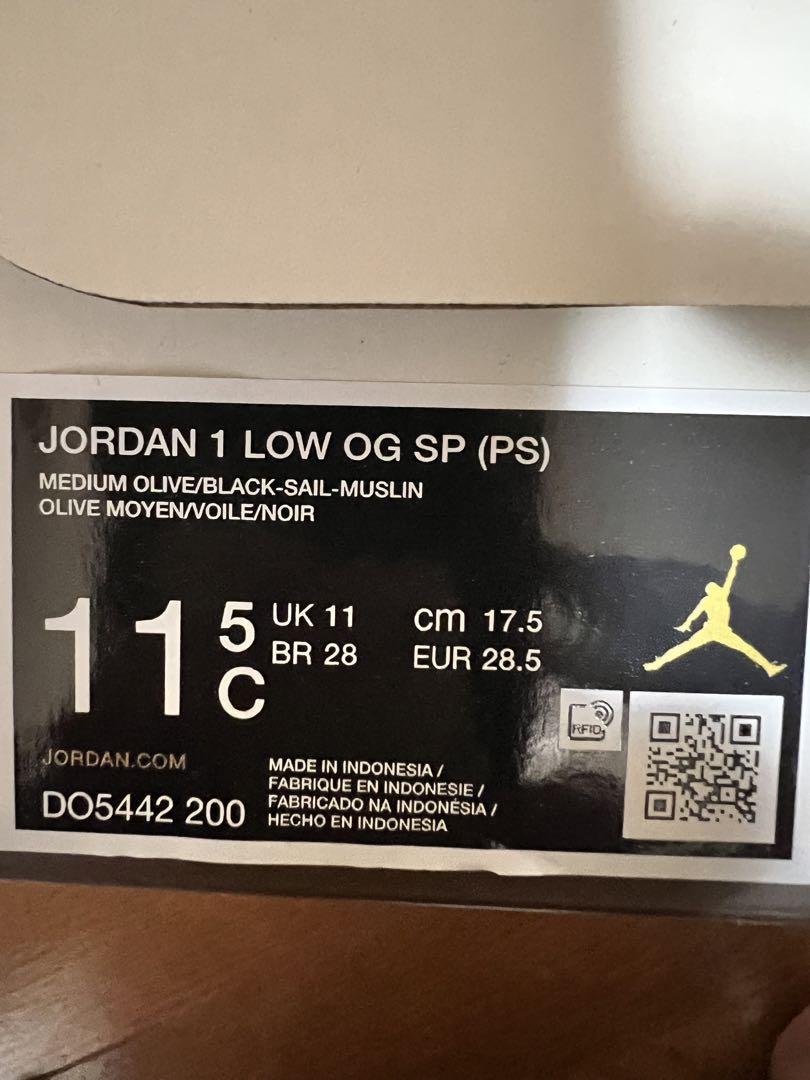 JORDAN 1 LOW OG SP (PS)
MEDIUM OLIVE/BLACK-SAIL-MUSLIN
OLIVE MOYEN/VOILE/NOIR
11 5 C
UK 11 cm 17.5
BR 28 EUR 28.5
RFID
JORDAN.COM
DO5442 200
MADE IN INDONESIA /
FABRIQUE EN INDONESIE /
FABRICADO NA INDONÉSIA /
HECHO EN INDONESIA